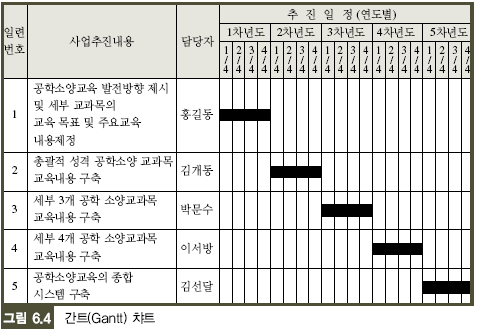 일련
번호
사업추진내용
담당자
추 진 일 정 (연도별)
1차년도 2차년도 3차년도 4차년도 5차년도
1/4 2/4 3/4 4/4 1/4 2/4 3/4 4/4 1/4 2/4 3/4 4/4 1/4 2/4 3/4 4/4 1/4 2/4 3/4 4/4
1
공학소양교육 발전방향 제시
및 세부 교과목의
교육 목표 및 주요교육
내용제정
홍길동
2
총괄적 성격 공학소양 교과목
교육내용 구축
김개동
3
세부 3개 공학 소양교과목
교육내용 구축
박문수
4
세부 4개 공학 소양교과목
교육내용 구축
이서방
5
공학소양교육의 종합
시스템 구축
김선달
그림 6.4 간트(Gantt) 챠트